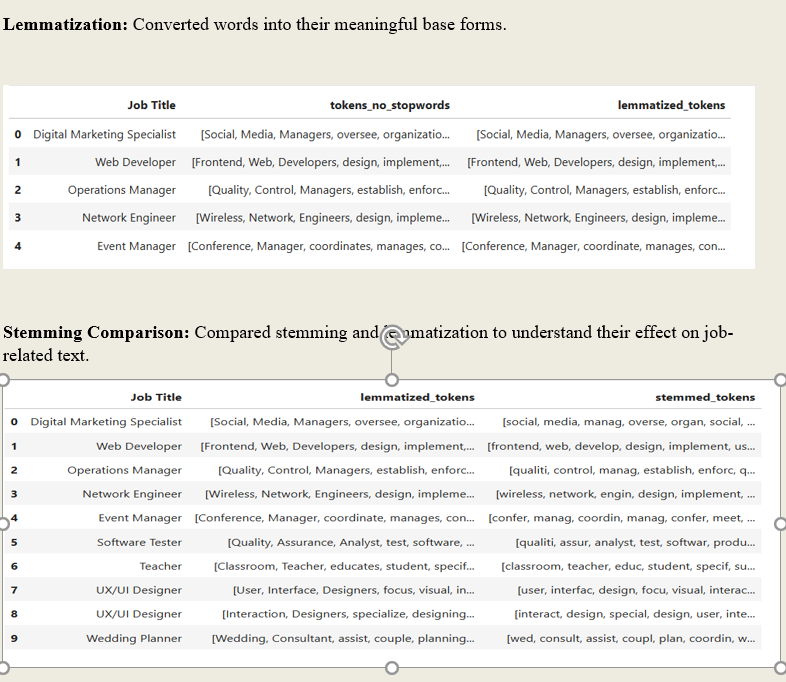 Lemmatization: Converted words into their meaningful base forms.
Job Title tokens_no_stopwords lemmatized_tokens
0 Digital Marketing Specialist [Social, Media, Managers, oversee, organizatio... [Social, Media, Managers, oversee, organizatio...
1 Web Developer [Frontend, Web, Developers, design, implement,... [Frontend, Web, Developers, design, implement,...
2 Operations Manager [Quality, Control, Managers, establish, enforc... [Quality, Control, Managers, establish, enforc...
3 Network Engineer [Wireless, Network, Engineers, design, impleme... [Wireless, Network, Engineers, design, impleme...
4 Event Manager [Conference, Manager, coordinates, manages, co... [Conference, Manager, coordinate, manages, con...
Stemming Comparison: Compared stemming and lemmatization to understand their effect on job-
related text.
Job Title lemmatized_tokens stemmed_tokens
0 Digital Marketing Specialist [Social, Media, Managers, oversee, organizatio... [social, media, manag, overse, organ, social, ...
1 Web Developer [Frontend, Web, Developers, design, implement,... [frontend, web, develop, design, implement, us...
2 Operations Manager [Quality, Control, Managers, establish, enforc... [qualiti, control, manag, establish, enforc, q...
3 Network Engineer [Wireless, Network, Engineers, design, impleme... [wireless, network, engin, design, implement, ...
4 Event Manager [Conference, Manager, coordinate, manages, con... [confer, manag, coordin, manag, confer, meet, ...
5 Software Tester [Quality, Assurance, Analyst, test, software, ... [qualiti, assur, analyst, test, softwar, produ...
6 Teacher [Classroom, Teacher, educates, student, specif... [classroom, teacher, educ, student, specif, su...
7 UX/UI Designer [User, Interface, Designers, focus, visual, in... [user, interfac, design, focu, visual, interac...
8 UX/UI Designer [Interaction, Designers, specialize, designing... [interact, design, special, design, user, inte...
9 Wedding Planner [Wedding, Consultant, assist, couple, planning... [wed, consult, assist, coupl, plan, coordin, w...